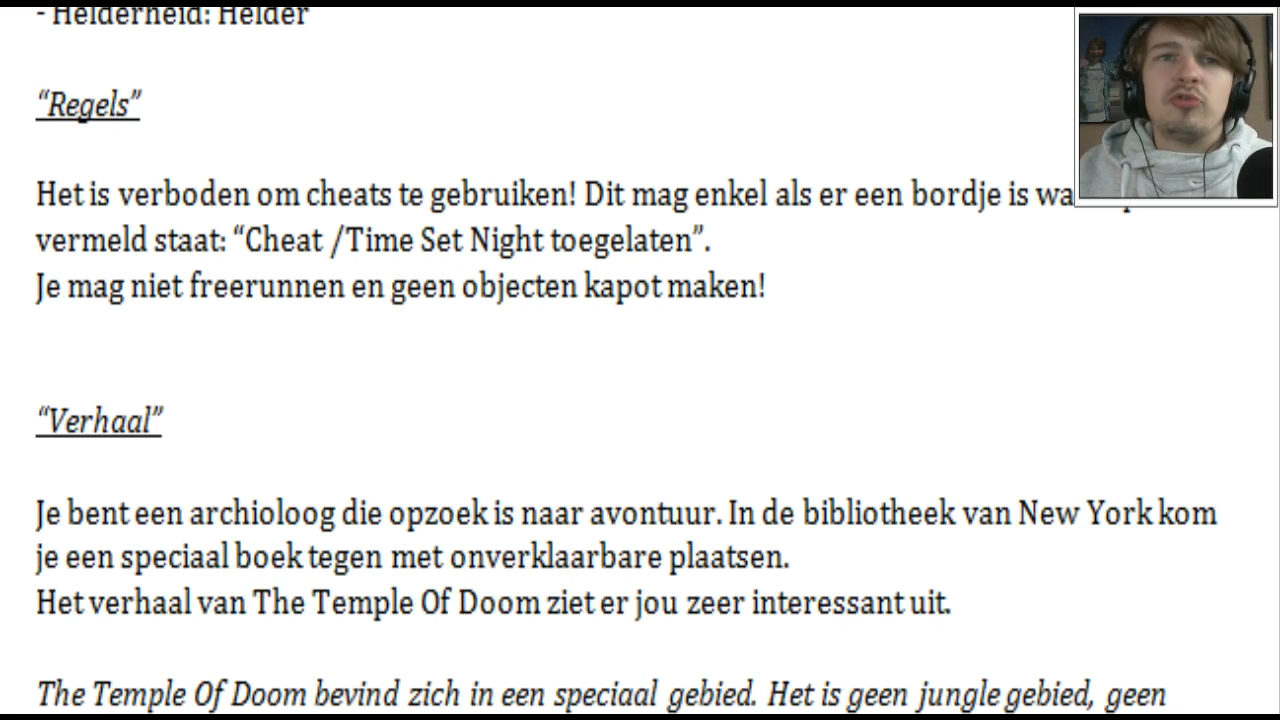 - Helderheid: Helder
“Regels”
Het is verboden om cheats te gebruiken! Dit mag enkel als er een bordje is
vermeld staat: “Cheat /Time Set Night toegelaten”.
Je mag niet freerunnen en geen objecten kapot maken!
“Verhaal”
Je bent een archioloog die opzoek is naar avontuur. In de bibliotheek van New York kom
je een speciaal boek tegen met onverklaarbare plaatsen.
Het verhaal van The Temple Of Doom ziet er jou zeer interessant uit.
The Temple Of Doom bevind zich in een speciaal gebied. Het is geen jungle gebied, geen